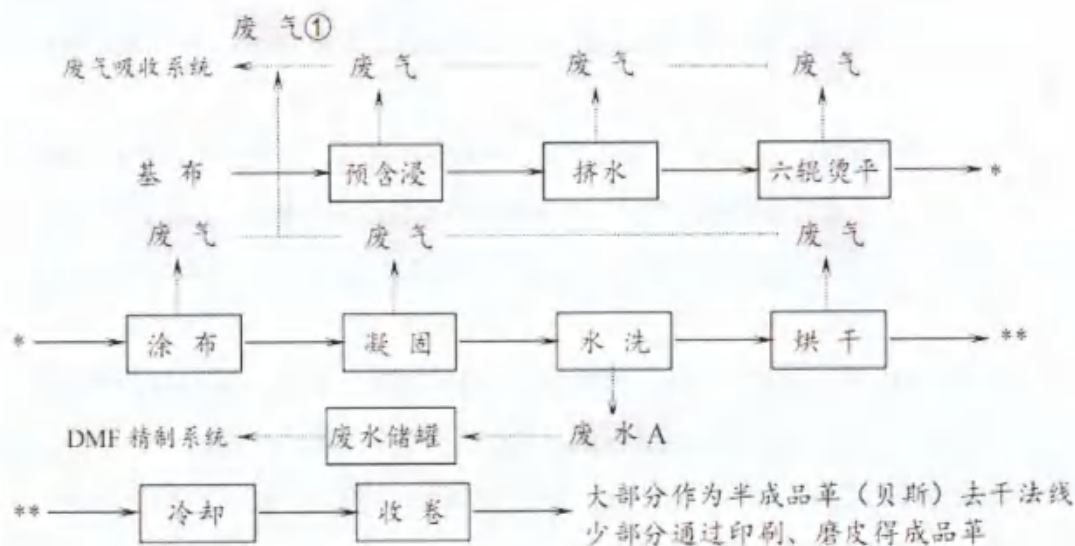 废 气①
废气吸收系统 废 气 废 气 废 气
基 布 预含浸 挤水 六辊烫平 *
废 气 废 气 废 气
* 涂 布 凝 固 水 洗 烘 干 **
DMF 精制系统 废水储罐 废 水 A
** 冷却 收 卷 大部分作为半成品革（贝斯）去干法线
少部分通过印刷、磨皮得成品革